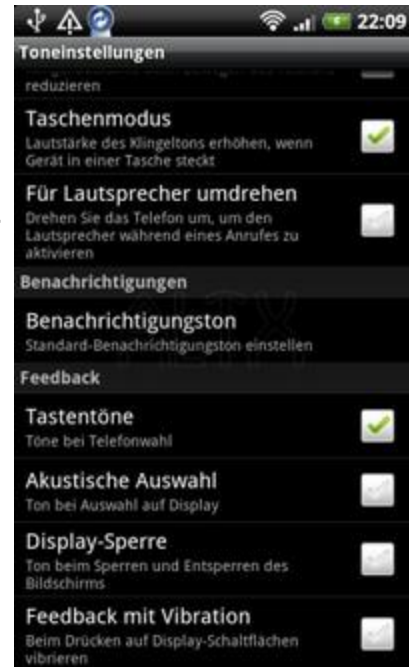 22:09
Toneinstellungen
reduzieren
Taschenmodus
Lautstärke des Klingeltons erhöhen, wenn
Gerät in einer Tasche steckt
Für Lautsprecher umdrehen
Drehen Sie das Telefon um, um den
Lautsprecher während eines Anrufes zu
aktivieren
Benachrichtigungen
Benachrichtigungston
Standard-Benachrichtigungston einstellen
Feedback
Tastentöne
Töne bei Telefonwahl
Akustische Auswahl
Ton bei Auswahl auf Display
Display-Sperre
Ton beim Sperren und Entsperren des
Bildschirms
Feedback mit Vibration
Beim Drücken auf Display-Schaltflächen
vibrieren